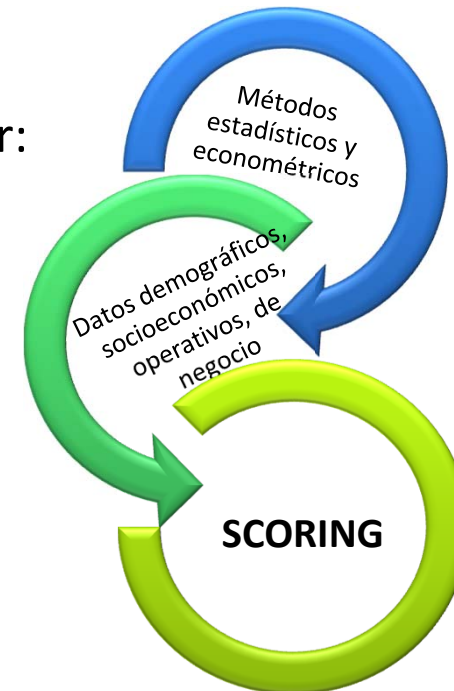 r:
Métodos
estadísticos y
econométricos
Datos demográficos,
socioeconómicos,
operativos, de
negocio
SCORING